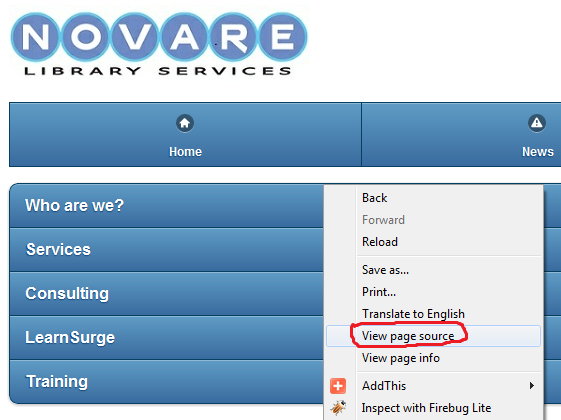 NOVARE
LIBRARY SERVICES
Home
News
Who are we?
Services
Consulting
LearnSurge
Training
Back
Forward
Reload
Save as...
Print...
Translate to English
View page source
View page info
AddThis
Inspect with Firebug Lite